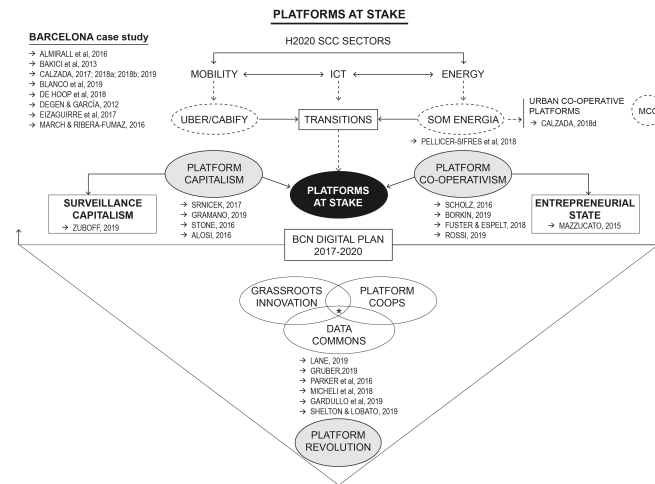 PLATFORMS AT STAKE
BARCELONA case study
→ ALMIRALL et al, 2016
→ BAKICI et al, 2013
→ CALZADA, 2017; 2018a; 2018b; 2019
→ BLANCO et al, 2019
→ DE HOOP et al, 2018
→ DEGEN & GARCÍA, 2012
→ EIZAGUIRRE et al, 2017
→ MARCH & RIBERA-FUMAZ, 2016
H2020 SCC SECTORS
MOBILITY
ICT
ENERGY
UBER/CABIFY
TRANSITIONS
SOM ENERGIA
→ PELLICER-SIFRES et al, 2018
URBAN CO-OPERATIVE
PLATFORMS
→ CALZADA, 2018d
MCC
PLATFORM
CAPITALISM
→ SRNICEK, 2017
→ GRAMANO, 2019
→ STONE, 2016
→ ALOSI, 2016
PLATFORMS
AT STAKE
PLATFORM
CO-OPERATIVISM
→ SCHOLZ, 2016
→ BORKIN, 2019
→ FUSTER & ESPELT, 2018
→ ROSSI, 2019
SURVEILLANCE
CAPITALISM
→ ZUBOFF, 2019
ENTREPRENEURIAL
STATE
→ MAZZUCATO, 2015
BCN DIGITAL PLAN
2017-2020
GRASSROOTS
INNOVATION
PLATFORM
COOPS
*
DATA
COMMONS
→ LANE, 2019
→ GRUBER,2019
→ PARKER et al, 2016
→ MICHELI et al, 2018
→ GARDULLO et al, 2019
→ SHELTON & LOBATO, 2019
PLATFORM
REVOLUTION